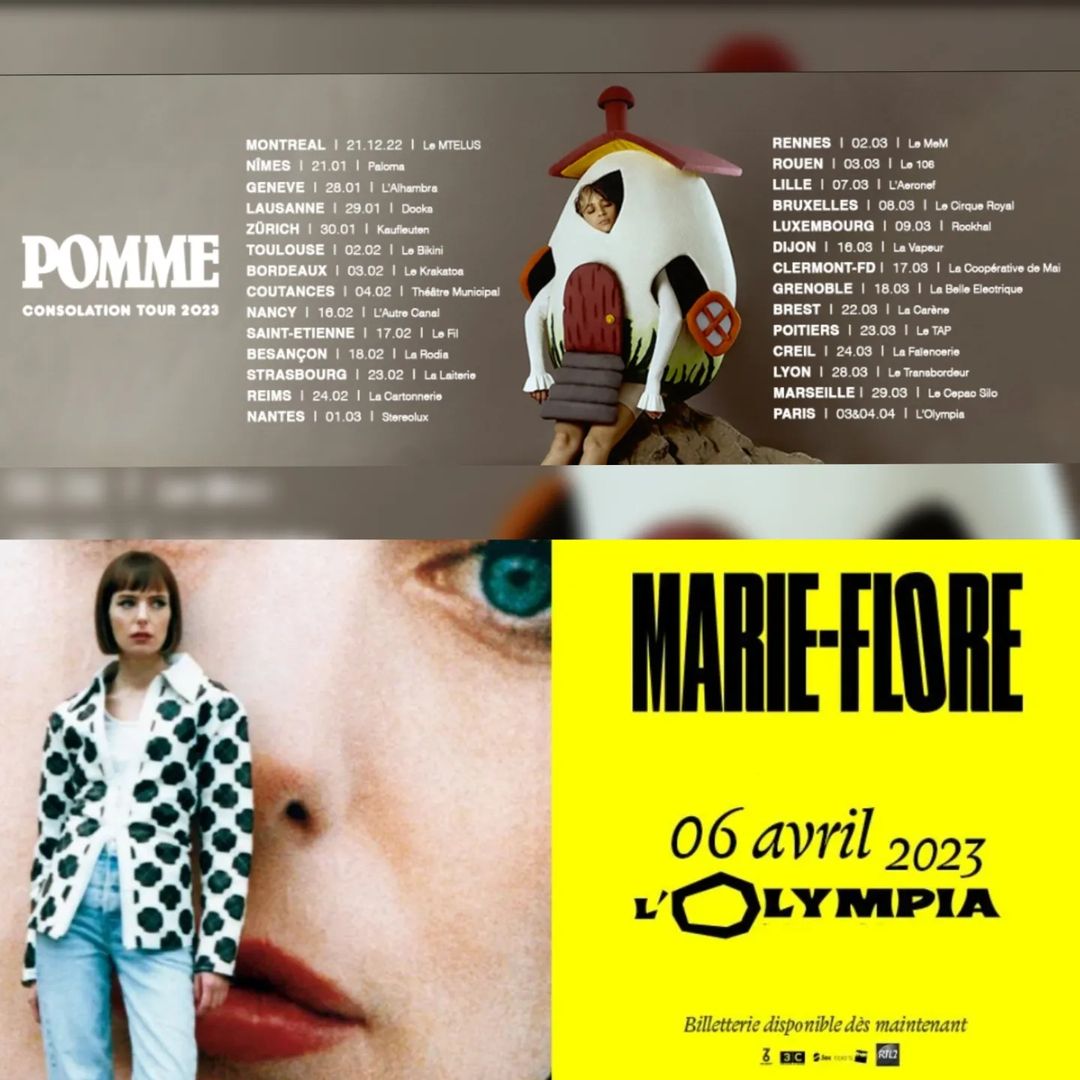 POMME
CONSOLATION TOUR 2023
MONTREAL | 21.12.22 | Le MTELUS
NÎMES | 21.01 | Paloma
GENEVE | 28.01 | L'Alhambra
LAUSANNE | 29.01 | Docks
ZÜRICH | 30.01 | Kaufleuten
TOULOUSE | 02.02 | Le Bikini
BORDEAUX | 03.02 | Le Krakatoa
COUTANCES | 04.02 | Théâtre Municipal
NANCY | 16.02 | L'Autre Canal
SAINT-ETIENNE | 17.02 | Le Fil
BESANÇON | 18.02 | La Rodia
STRASBOURG | 23.02 | La Laiterie
REIMS | 24.02 | La Cartonnerie
NANTES | 01.03 | Stereolux
RENNES | 02.03 | Le MeM
ROUEN | 03.03 | Le 106
LILLE | 07.03 | L'Aeronef
BRUXELLES | 08.03 | Le Cirque Royal
LUXEMBOURG | 09.03 | Rockhal
DIJON | 16.03 | La Vapeur
CLERMONT-FD | 17.03 | La Coopérative de Mai
GRENOBLE | 18.03 | La Belle Electrique
BREST | 22.03 | La Carène
POITIERS | 23.03 | Le TAP
CREIL | 24.03 | La Faïencerie
LYON | 28.03 | Le Transbordeur
MARSEILLE | 29.03 | Le Cepac Silo
PARIS | 03&04.04 | L'Olympia
MARIE-FLORE
06 avril 2023
L'OLYMPIA
Billetterie disponible dès maintenant
3C RTL2